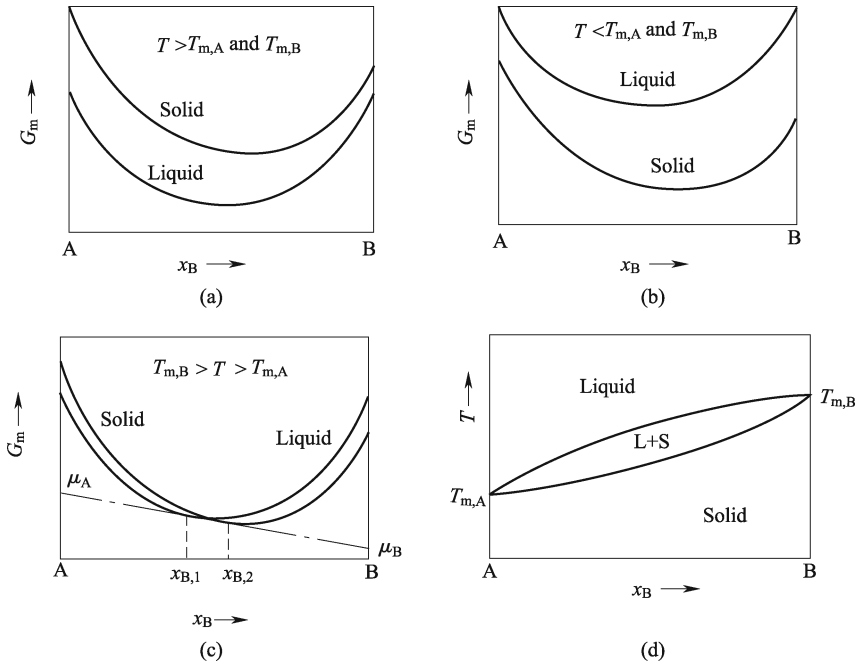 T > Tm,A and Tm,B
Solid
Liquid
Gm
A
B
xB
(a)
T < Tm,A and Tm,B
Liquid
Solid
Gm
A
B
xB
(b)
Tm,B > T > Tm,A
Solid
Liquid
Gm
μA
μB
A
xB,1
xB,2
B
xB
(c)
Liquid
T
Tm,B
L+S
Tm,A
Solid
A
B
xB
(d)